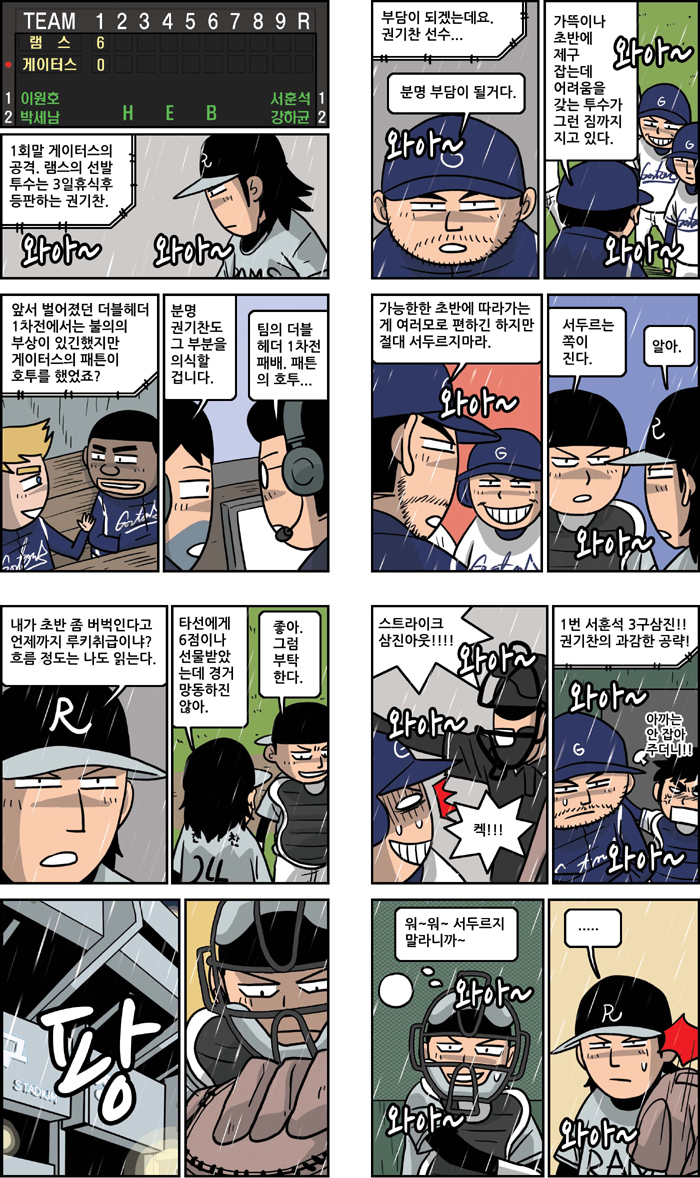 TEAM 1 2 3 4 5 6 7 8 9 R
램 스 6
게이터스 0
1 이원호 서훈석 1
2 박세남 H E B 강하균 2
1회말 게이터스의
공격. 램스의 선발
투수는 3일휴식후
등판하는 권기찬.
R
RAMS
와아~
와아~
앞서 벌어졌던 더블헤더
1차전에서는 불의의
부상이 있긴했지만
게이터스의 패튼이
호투를 했었죠?
분명
권기찬도
그 부분을
의식할
겁니다.
팀의 더블
헤더 1차전
패배. 패튼
의 호투...
부담이 되겠는데요.
권기찬 선수...
분명 부담이 될거다.
와아~
G
가뜩이나
초반에
제구
잡는데
어려움을
갖는 투수가
그런 짐까지
지고 있다.
와아~
G
와아~
가능한한 초반에 따라가는
게 여러모로 편하긴 하지만
절대 서두르지마라.
와아~
G
서두르는
쪽이
진다.
알아.
R
와아~
내가 초반 좀 버벅인다고
언제까지 루키취급이냐?
흐름 정도는 나도 읽는다.
R
타선에게
6점이나
선물받았
는데 경거
망동하진
않아.
좋아.
그럼
부탁
한다.
찬
24
STADIUM
팡
스트라이크
삼진아웃!!!!
와아~
와아~
G
켁!!!
1번 서훈석 3구삼진!!
권기찬의 과감한 공략!
와아~
G
아까는
안 잡아
주더니!!
와아~
워~워~ 서두르지
말라니까~
와아~
와아~
.....
R
와아~
RA